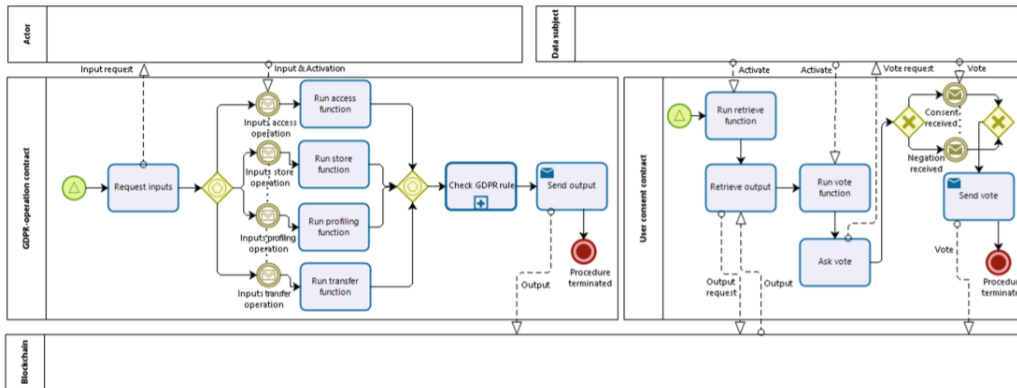 Actor
Data subject
Input request
Input & Activation
Activate
Activate
Vote request
Vote
GDPR-operation contract
Request inputs
Inputs access
operation
Run access
function
Inputs store
operation
Run store
function
Inputs profiling
operation
Run profiling
function
Inputs transfer
operation
Run transfer
function
Check GDPR rule
Send output
Procedure
terminated
Output
User consent contract
Run retrieve
function
Retrieve output
Run vote
function
Ask vote
Consent
received
Negation
received
Send vote
Vote
Procedure
terminated
Output
request
Output
Blockchain